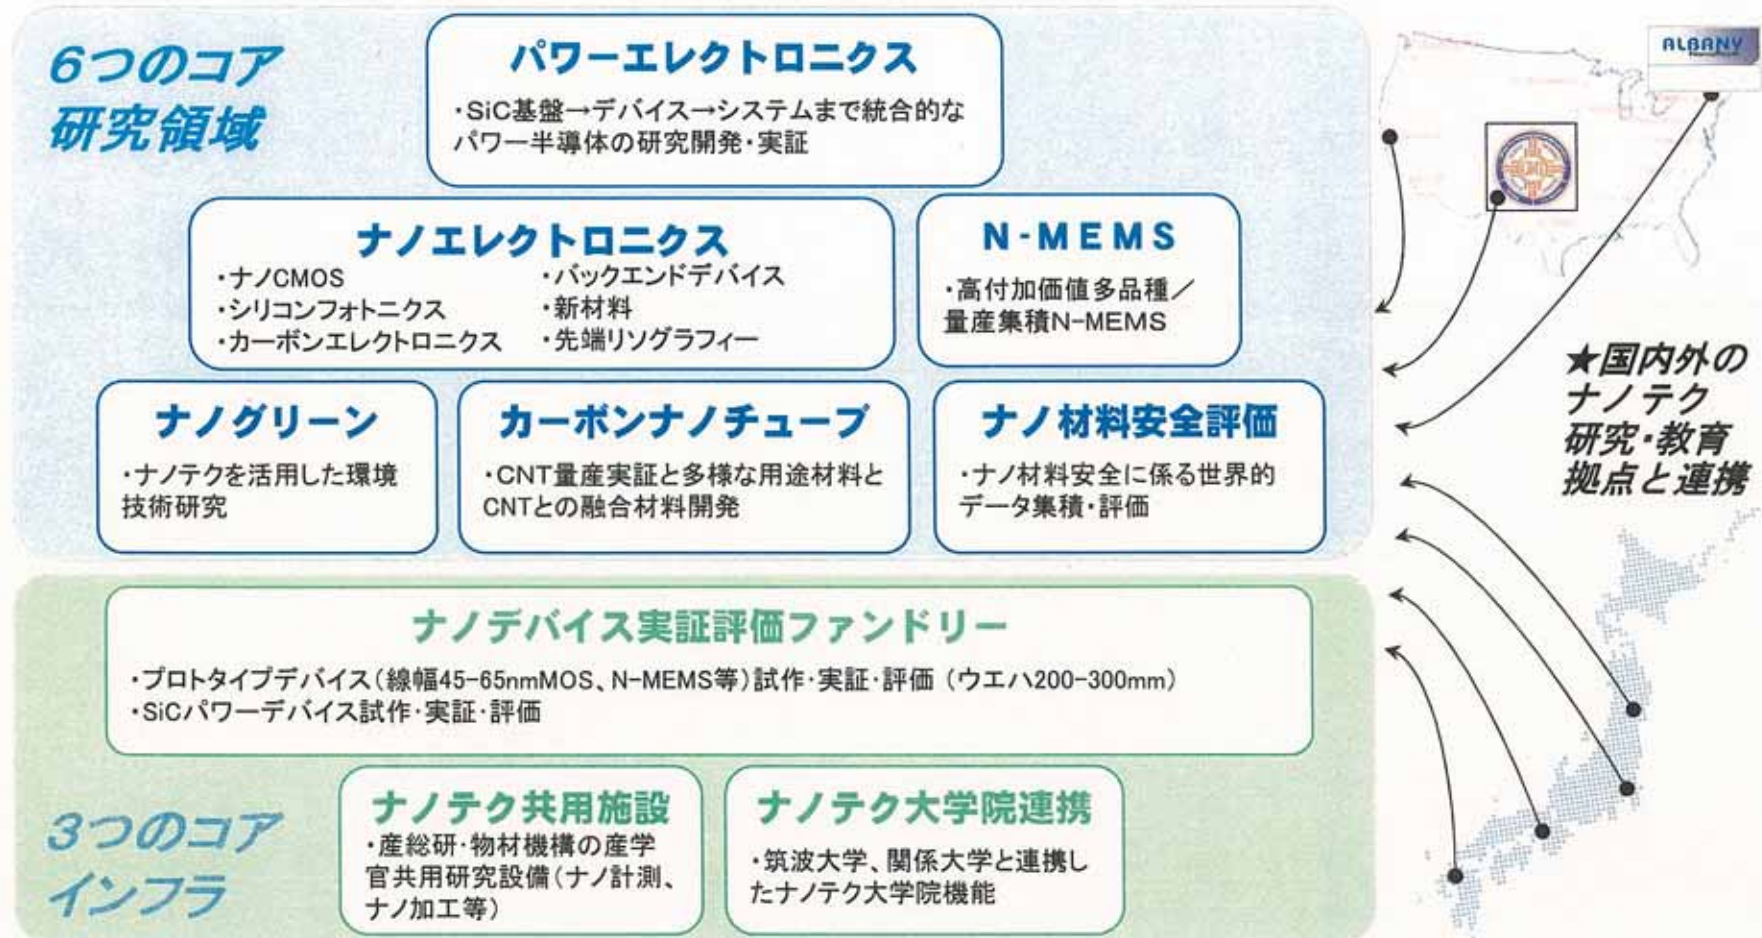 6つのコア
研究領域
パワーエレクトロニクス
・SiC基盤→デバイス→システムまで統合的な
パワー半導体の研究開発・実証
ナノエレクトロニクス
・ナノCMOS
・シリコンフォトニクス
・カーボンエレクトロニクス
・バックエンドデバイス
・新材料
・先端リソグラフィー
N-MEMS
・高付加価値多品種／
量産集積N-MEMS
ナノグリーン
・ナノテクを活用した環境
技術研究
カーボンナノチューブ
・CNT量産実証と多様な用途材料と
CNTとの融合材料開発
ナノ材料安全評価
・ナノ材料安全に係る世界的
データ集積・評価
ALBANY
★国内外の
ナノテク
研究・教育
拠点と連携
ナノデバイス実証評価ファンドリー
・プロトタイプデバイス（線幅45-65nmMOS、N-MEMS等）試作・実証・評価 （ウエハ200-300mm）
・SiCパワーデバイス試作・実証・評価
3つのコア
インフラ
ナノテク共用施設
・産総研・物材機構の産学
官共用研究設備（ナノ計測、
ナノ加工等）
ナノテク大学院連携
・筑波大学、関係大学と連携し
たナノテク大学院機能